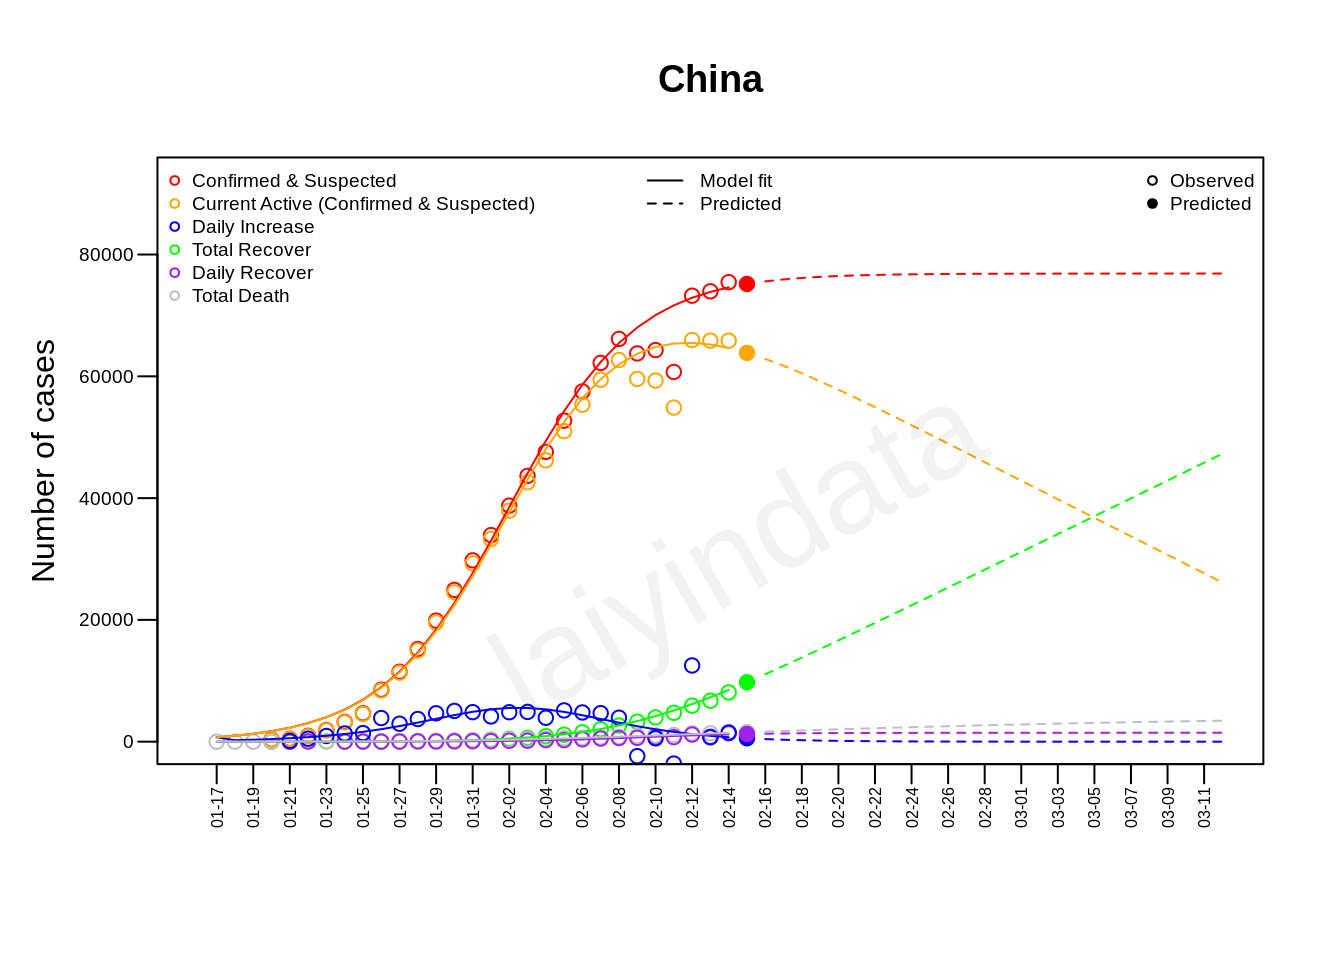 China
Confirmed & Suspected
Current Active (Confirmed & Suspected)
Daily Increase
Total Recover
Daily Recover
Total Death
Model fit
Predicted
Observed
Predicted
Number of cases
80000
60000
40000
20000
0
laiyindata
01-17
01-19
01-21
01-23
01-25
01-27
01-29
01-31
02-02
02-04
02-06
02-08
02-10
02-12
02-14
02-16
02-18
02-20
02-22
02-24
02-26
02-28
03-01
03-03
03-05
03-07
03-09
03-11